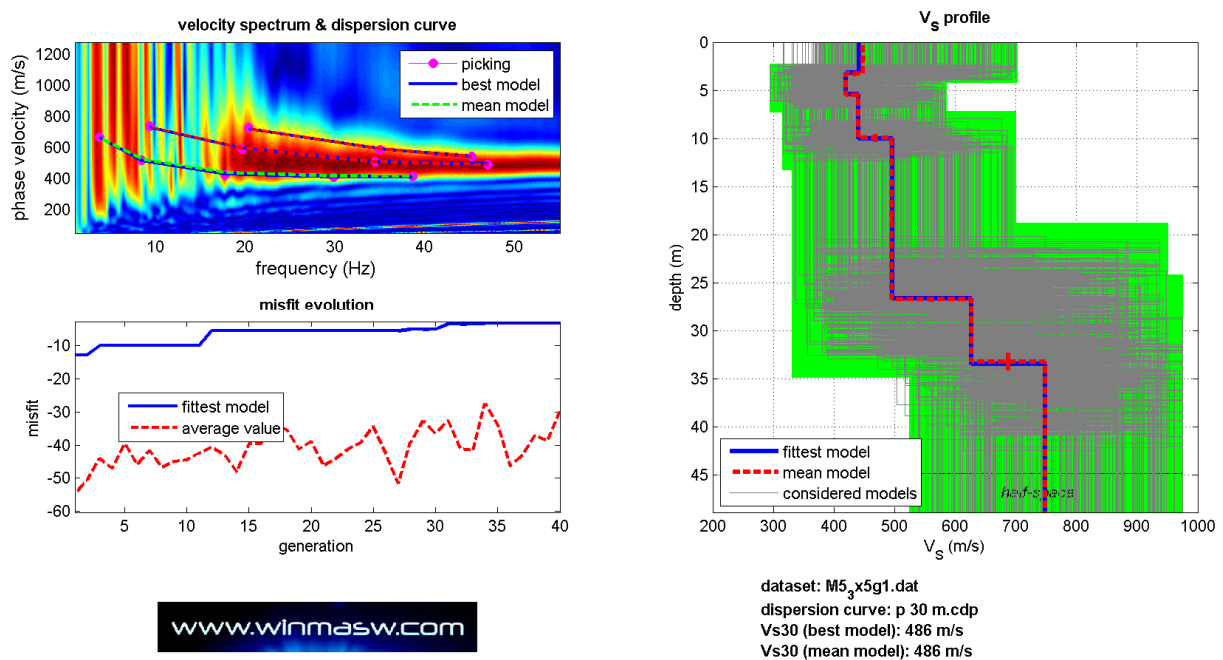 velocity spectrum & dispersion curve
phase velocity (m/s)
1200
1000
800
600
400
200
picking
best model
mean model
10
20
30
40
50
frequency (Hz)
misfit evolution
misfit
-10
-20
-30
-40
-50
-60
fittest model
average value
5
10
15
20
25
30
35
40
generation
www.winmasw.com
VS profile
depth (m)
0
5
10
15
20
25
30
35
40
45
fittest model
mean model
considered models
half-space
200
300
400
500
600
700
800
900
1000
VS (m/s)
dataset: M53x5g1.dat
dispersion curve: p 30 m.cdp
Vs30 (best model): 486 m/s
Vs30 (mean model): 486 m/s